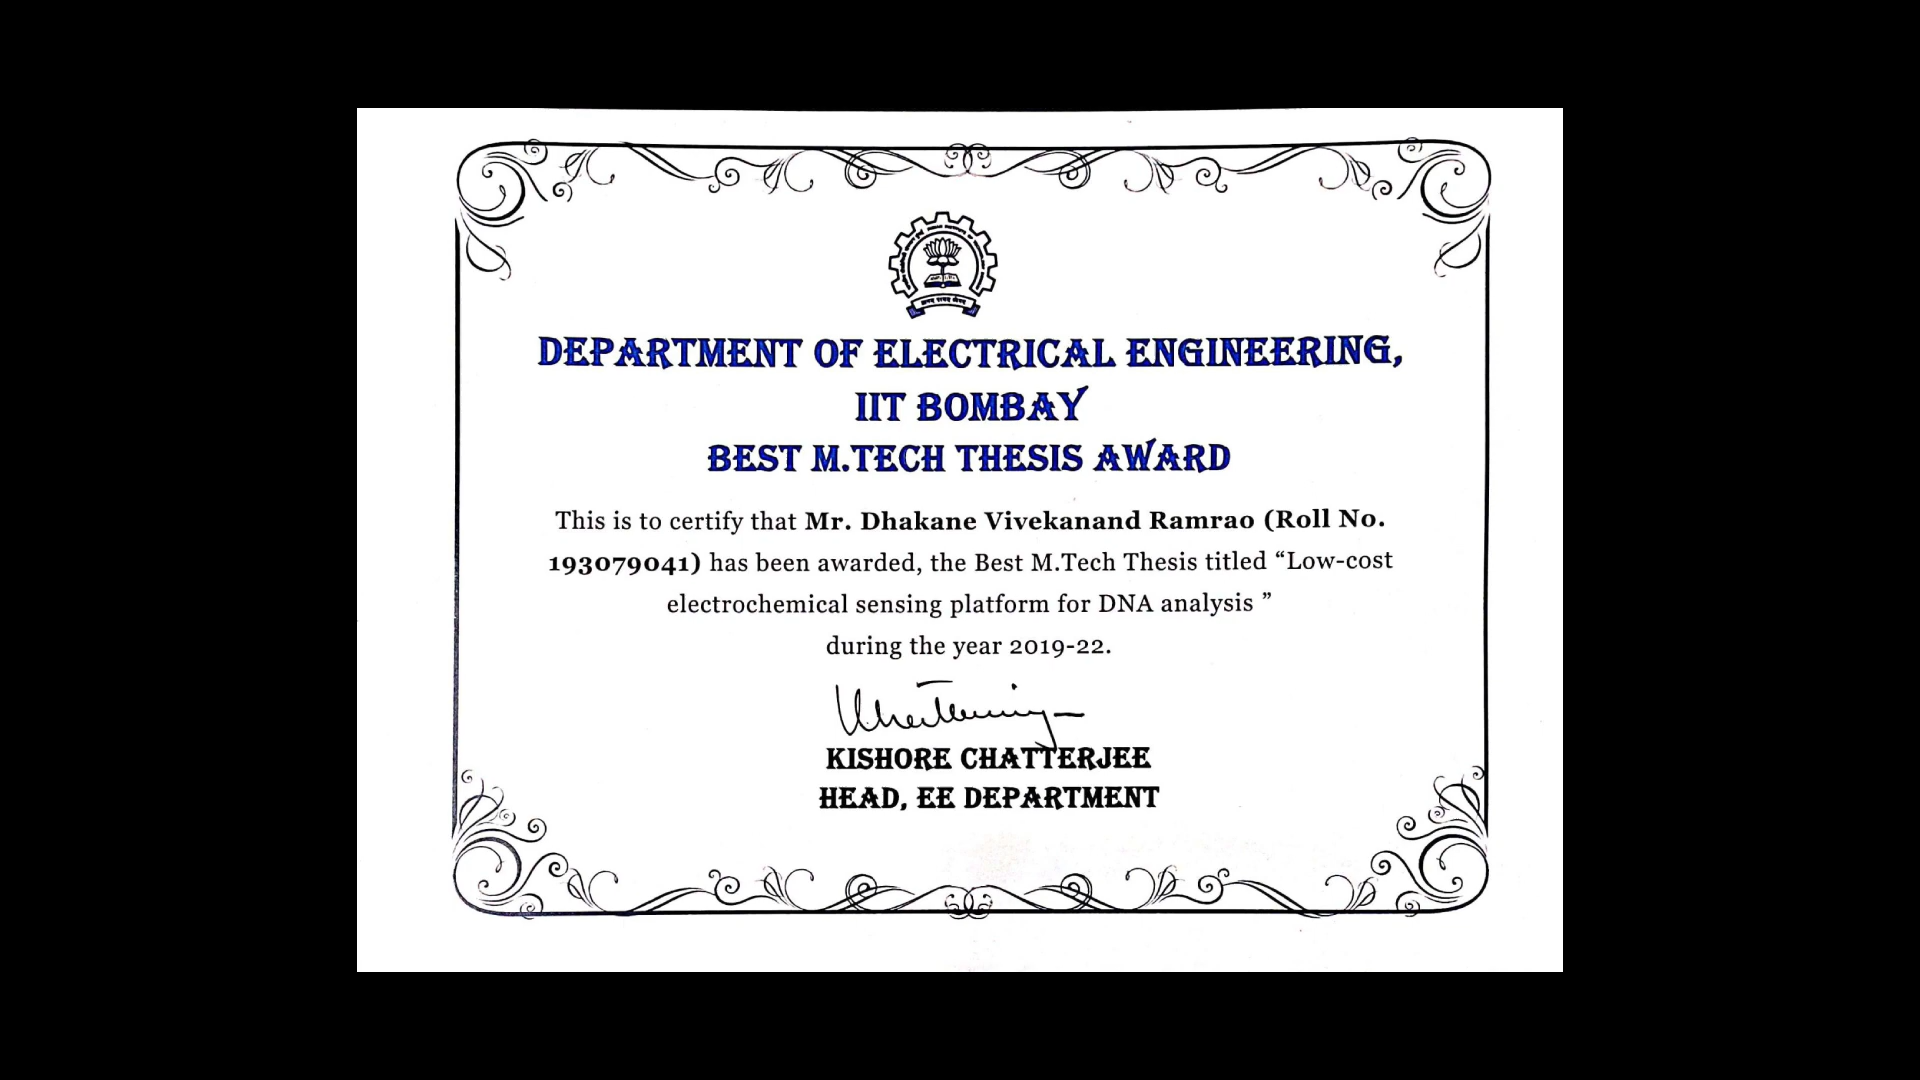 DEPARTMENT OF ELECTRICAL ENGINEERING,
IIT BOMBAY
BEST M.TECH THESIS AWARD
This is to certify that Mr. Dhakane Vivekanand Ramrao (Roll No.
193079041) has been awarded, the Best M.Tech Thesis titled “Low-cost
electrochemical sensing platform for DNA analysis ”
during the year 2019-22.
KISHORE CHATTERJEE
HEAD, EE DEPARTMENT